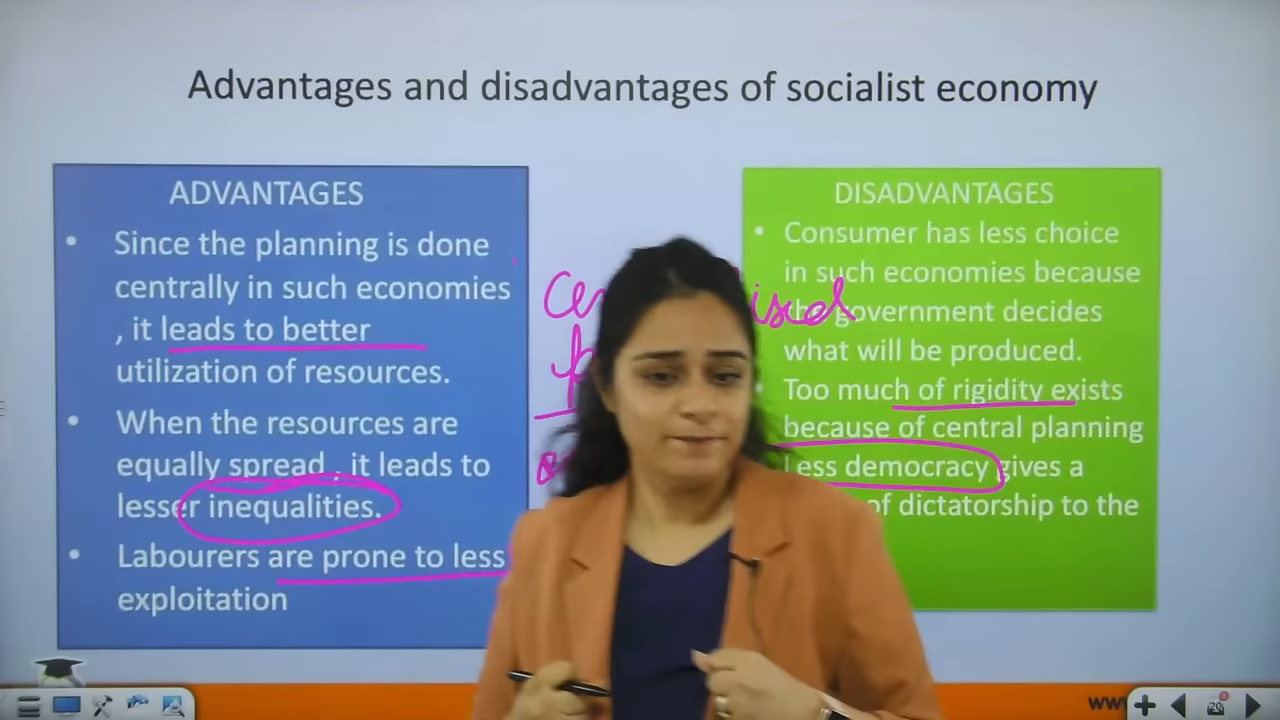 Advantages and disadvantages of socialist economy
ADVANTAGES
• Since the planning is done
centrally in such economies
, it leads to better
utilization of resources.
• When the resources are
equally spread , it leads to
lesser inequalities.
• Labourers are prone to less
exploitation
DISADVANTAGES
• Consumer has less choice
in such economies because
the government decides
what will be produced.
Too much of rigidity exists
because of central planning
Less democracy gives a
of dictatorship to the
20